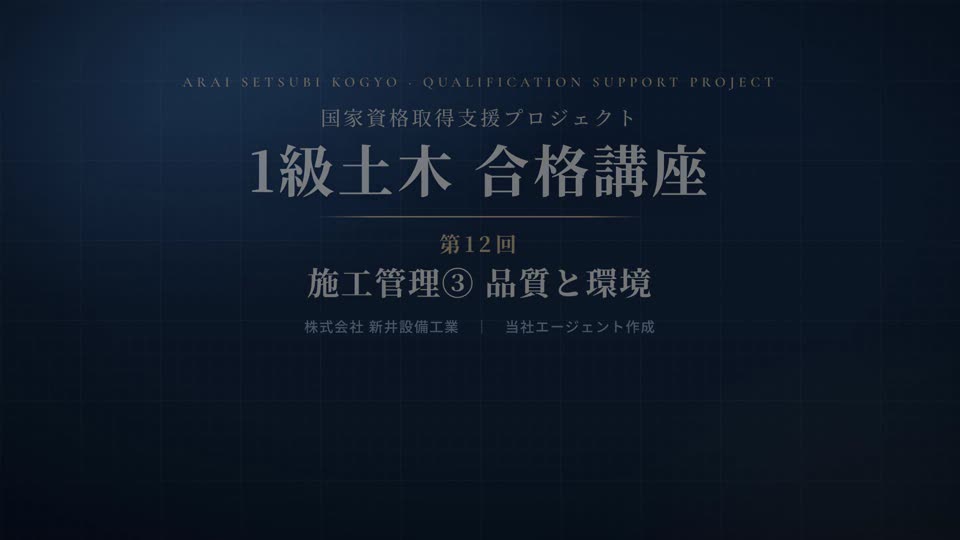 ARAI SETSUBI KOGYO · QUALIFICATION SUPPORT PROJECT
国家資格取得支援プロジェクト
1級土木 合格講座
第12回
施工管理③ 品質と環境
株式会社 新井設備工業 | 当社エージェント作成